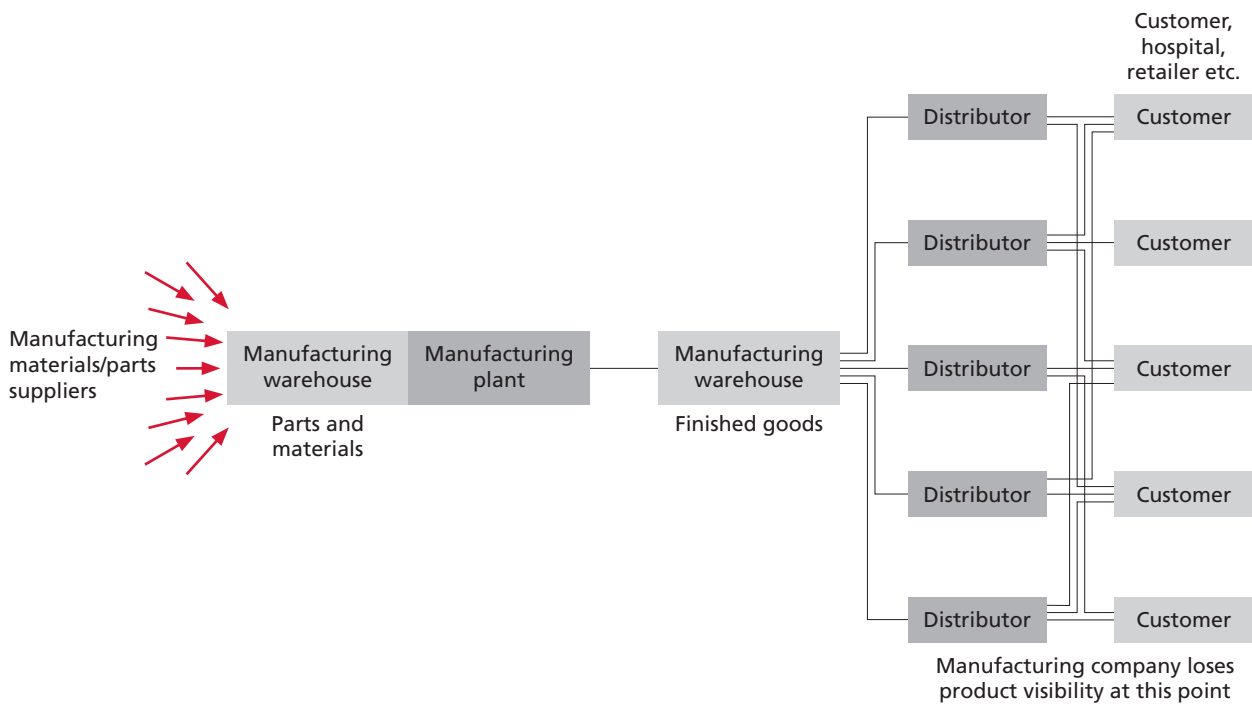 Customer,
hospital,
retailer etc.
Distributor
Customer
Distributor
Customer
Manufacturing
materials/parts
suppliers
Manufacturing
warehouse
Manufacturing
plant
Manufacturing
warehouse
Distributor
Customer
Parts and
materials
Finished goods
Distributor
Customer
Distributor
Customer
Manufacturing company loses
product visibility at this point